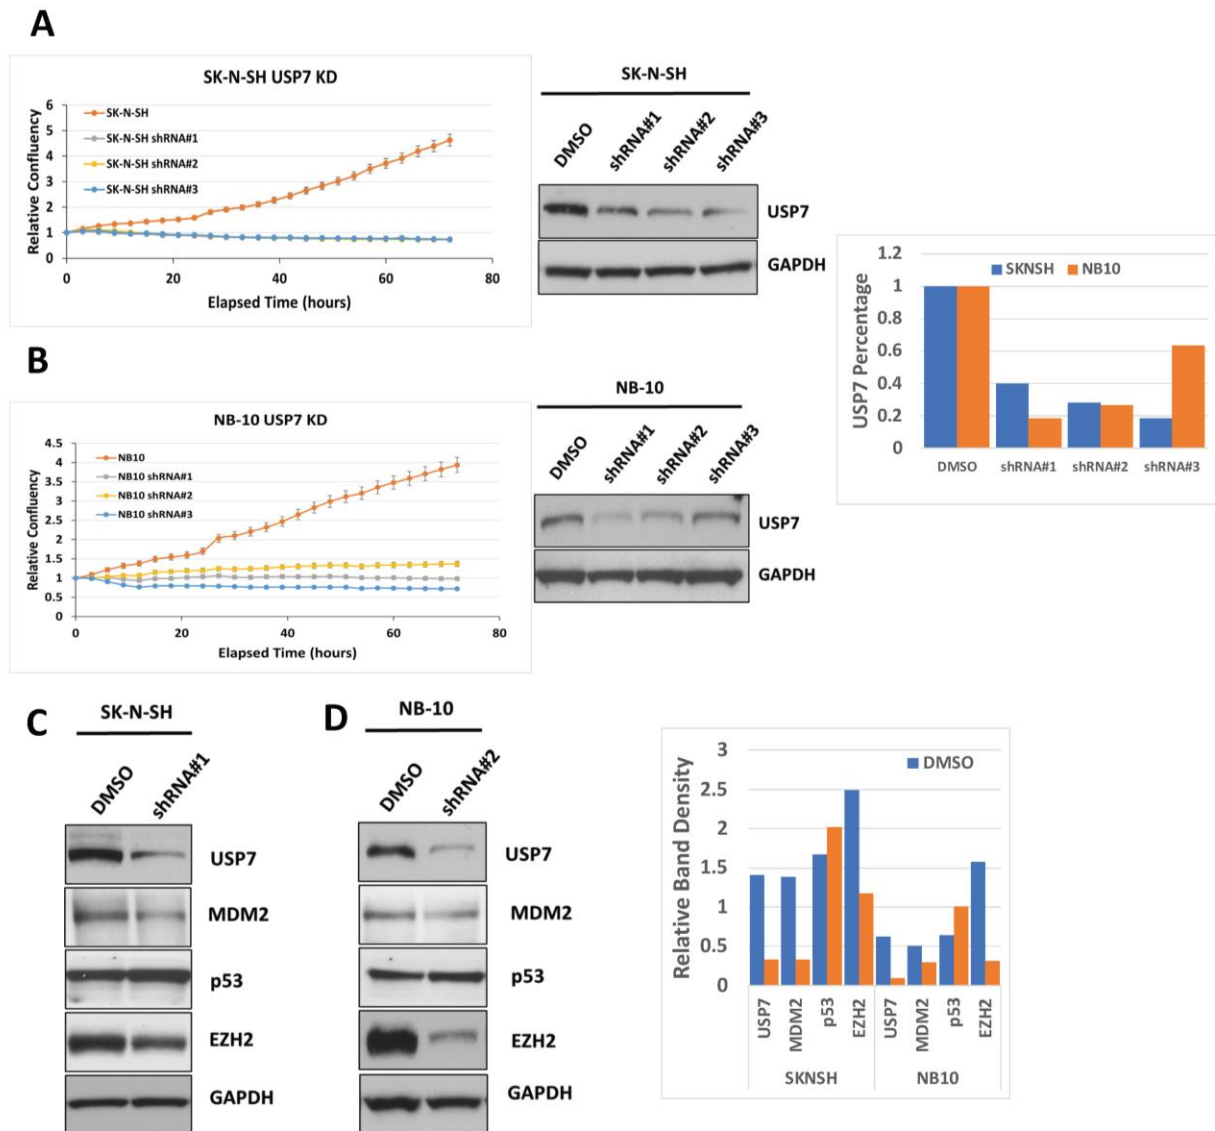 A
SK-N-SH USP7 KD
Relative Confluency
6
5
4
3
2
1
0
SK-N-SH
SK-N-SH shRNA#1
SK-N-SH shRNA#2
SK-N-SH shRNA#3
0 20 40 60 80
Elapsed Time (hours)
SK-N-SH
DMSO shRNA#1 shRNA#2 shRNA#3
USP7
GAPDH
USP7 Percentage
1.2
1
0.8
0.6
0.4
0.2
0
SKNSH NB10
DMSO shRNA#1 shRNA#2 shRNA#3
B
NB-10 USP7 KD
Relative Confluency
4.5
4
3.5
3
2.5
2
1.5
1
0.5
0
NB10
NB10 shRNA#1
NB10 shRNA#2
NB10 shRNA#3
0 20 40 60 80
Elapsed Time (hours)
NB-10
DMSO shRNA#1 shRNA#2 shRNA#3
USP7
GAPDH
C
SK-N-SH
DMSO shRNA#1
USP7
MDM2
p53
EZH2
GAPDH
D
NB-10
DMSO shRNA#2
USP7
MDM2
p53
EZH2
GAPDH
Relative Band Density
3
2.5
2
1.5
1
0.5
0
DMSO
USP7 MDM2 p53 EZH2 USP7 MDM2 p53 EZH2
SKNSH NB10